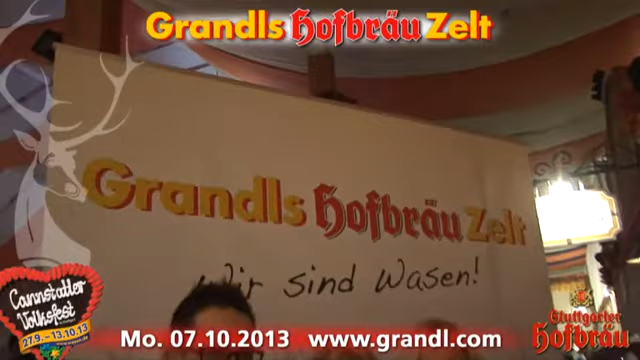 Grandls Hofbräu Zelt
Grandls Hofbräu Zelt
Wir sind Wasen!
Cannstatter
Volksfest
27.9. – 13.10.13
Mo. 07.10.2013 www.grandl.com
Stuttgarter
Hofbräu